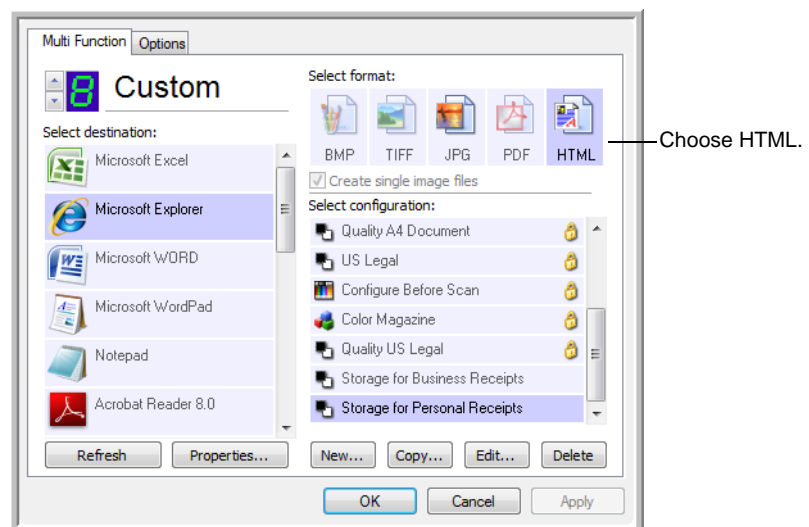 Multi Function
Options
8
Custom
Select destination:
Microsoft Excel
Microsoft Explorer
Microsoft WORD
Microsoft WordPad
Notepad
Acrobat Reader 8.0
Refresh
Properties...
Select format:
BMP
TIFF
JPG
PDF
HTML
Create single image files
Select configuration:
Quality A4 Document
US Legal
Configure Before Scan
Color Magazine
Quality US Legal
Storage for Business Receipts
Storage for Personal Receipts
New...
Copy...
Edit...
Delete
OK
Cancel
Apply
Choose HTML.